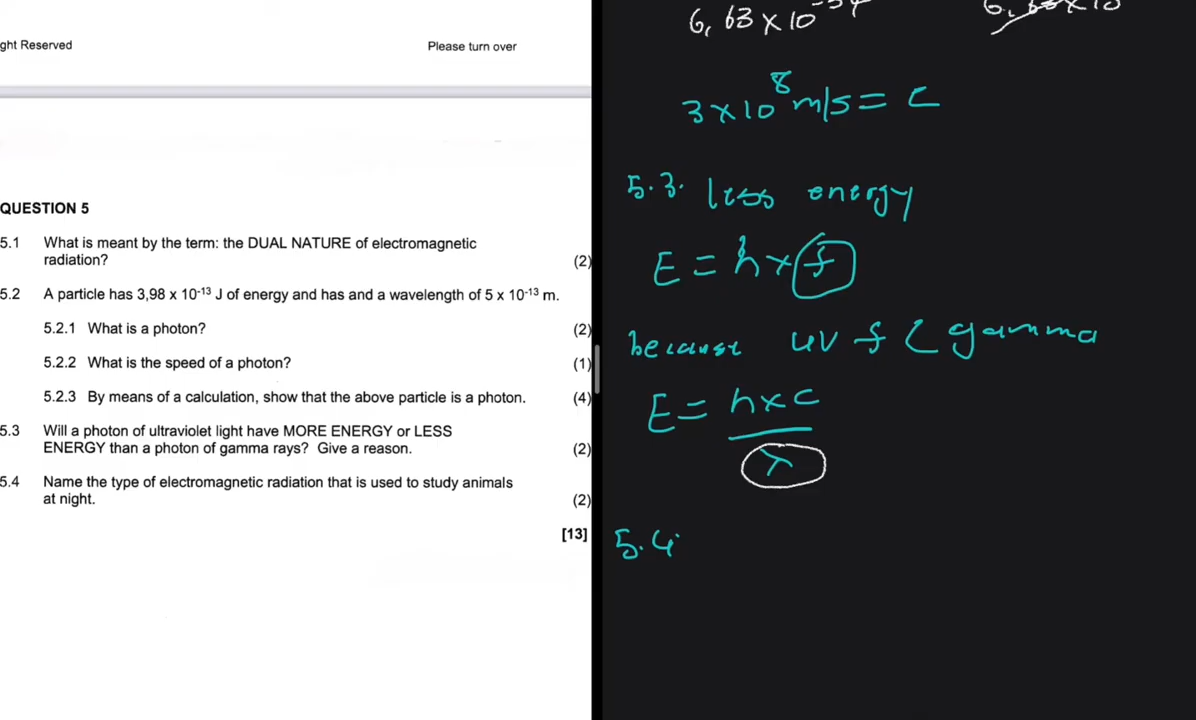 ght Reserved
Please turn over
QUESTION 5
5.1 What is meant by the term: the DUAL NATURE of electromagnetic
radiation? (2)
5.2 A particle has 3,98 x 10⁻¹³ J of energy and has and a wavelength of 5 x 10⁻¹³ m.
5.2.1 What is a photon? (2)
5.2.2 What is the speed of a photon? (1)
5.2.3 By means of a calculation, show that the above particle is a photon. (4)
5.3 Will a photon of ultraviolet light have MORE ENERGY or LESS
ENERGY than a photon of gamma rays? Give a reason. (2)
5.4 Name the type of electromagnetic radiation that is used to study animals
at night. (2)
[13]
6,63 x 10⁻³⁴
3 x 10⁸ m/s = c
5.3. less energy
E = h x f
because uv f < gamma
E = h x c
λ
5.4